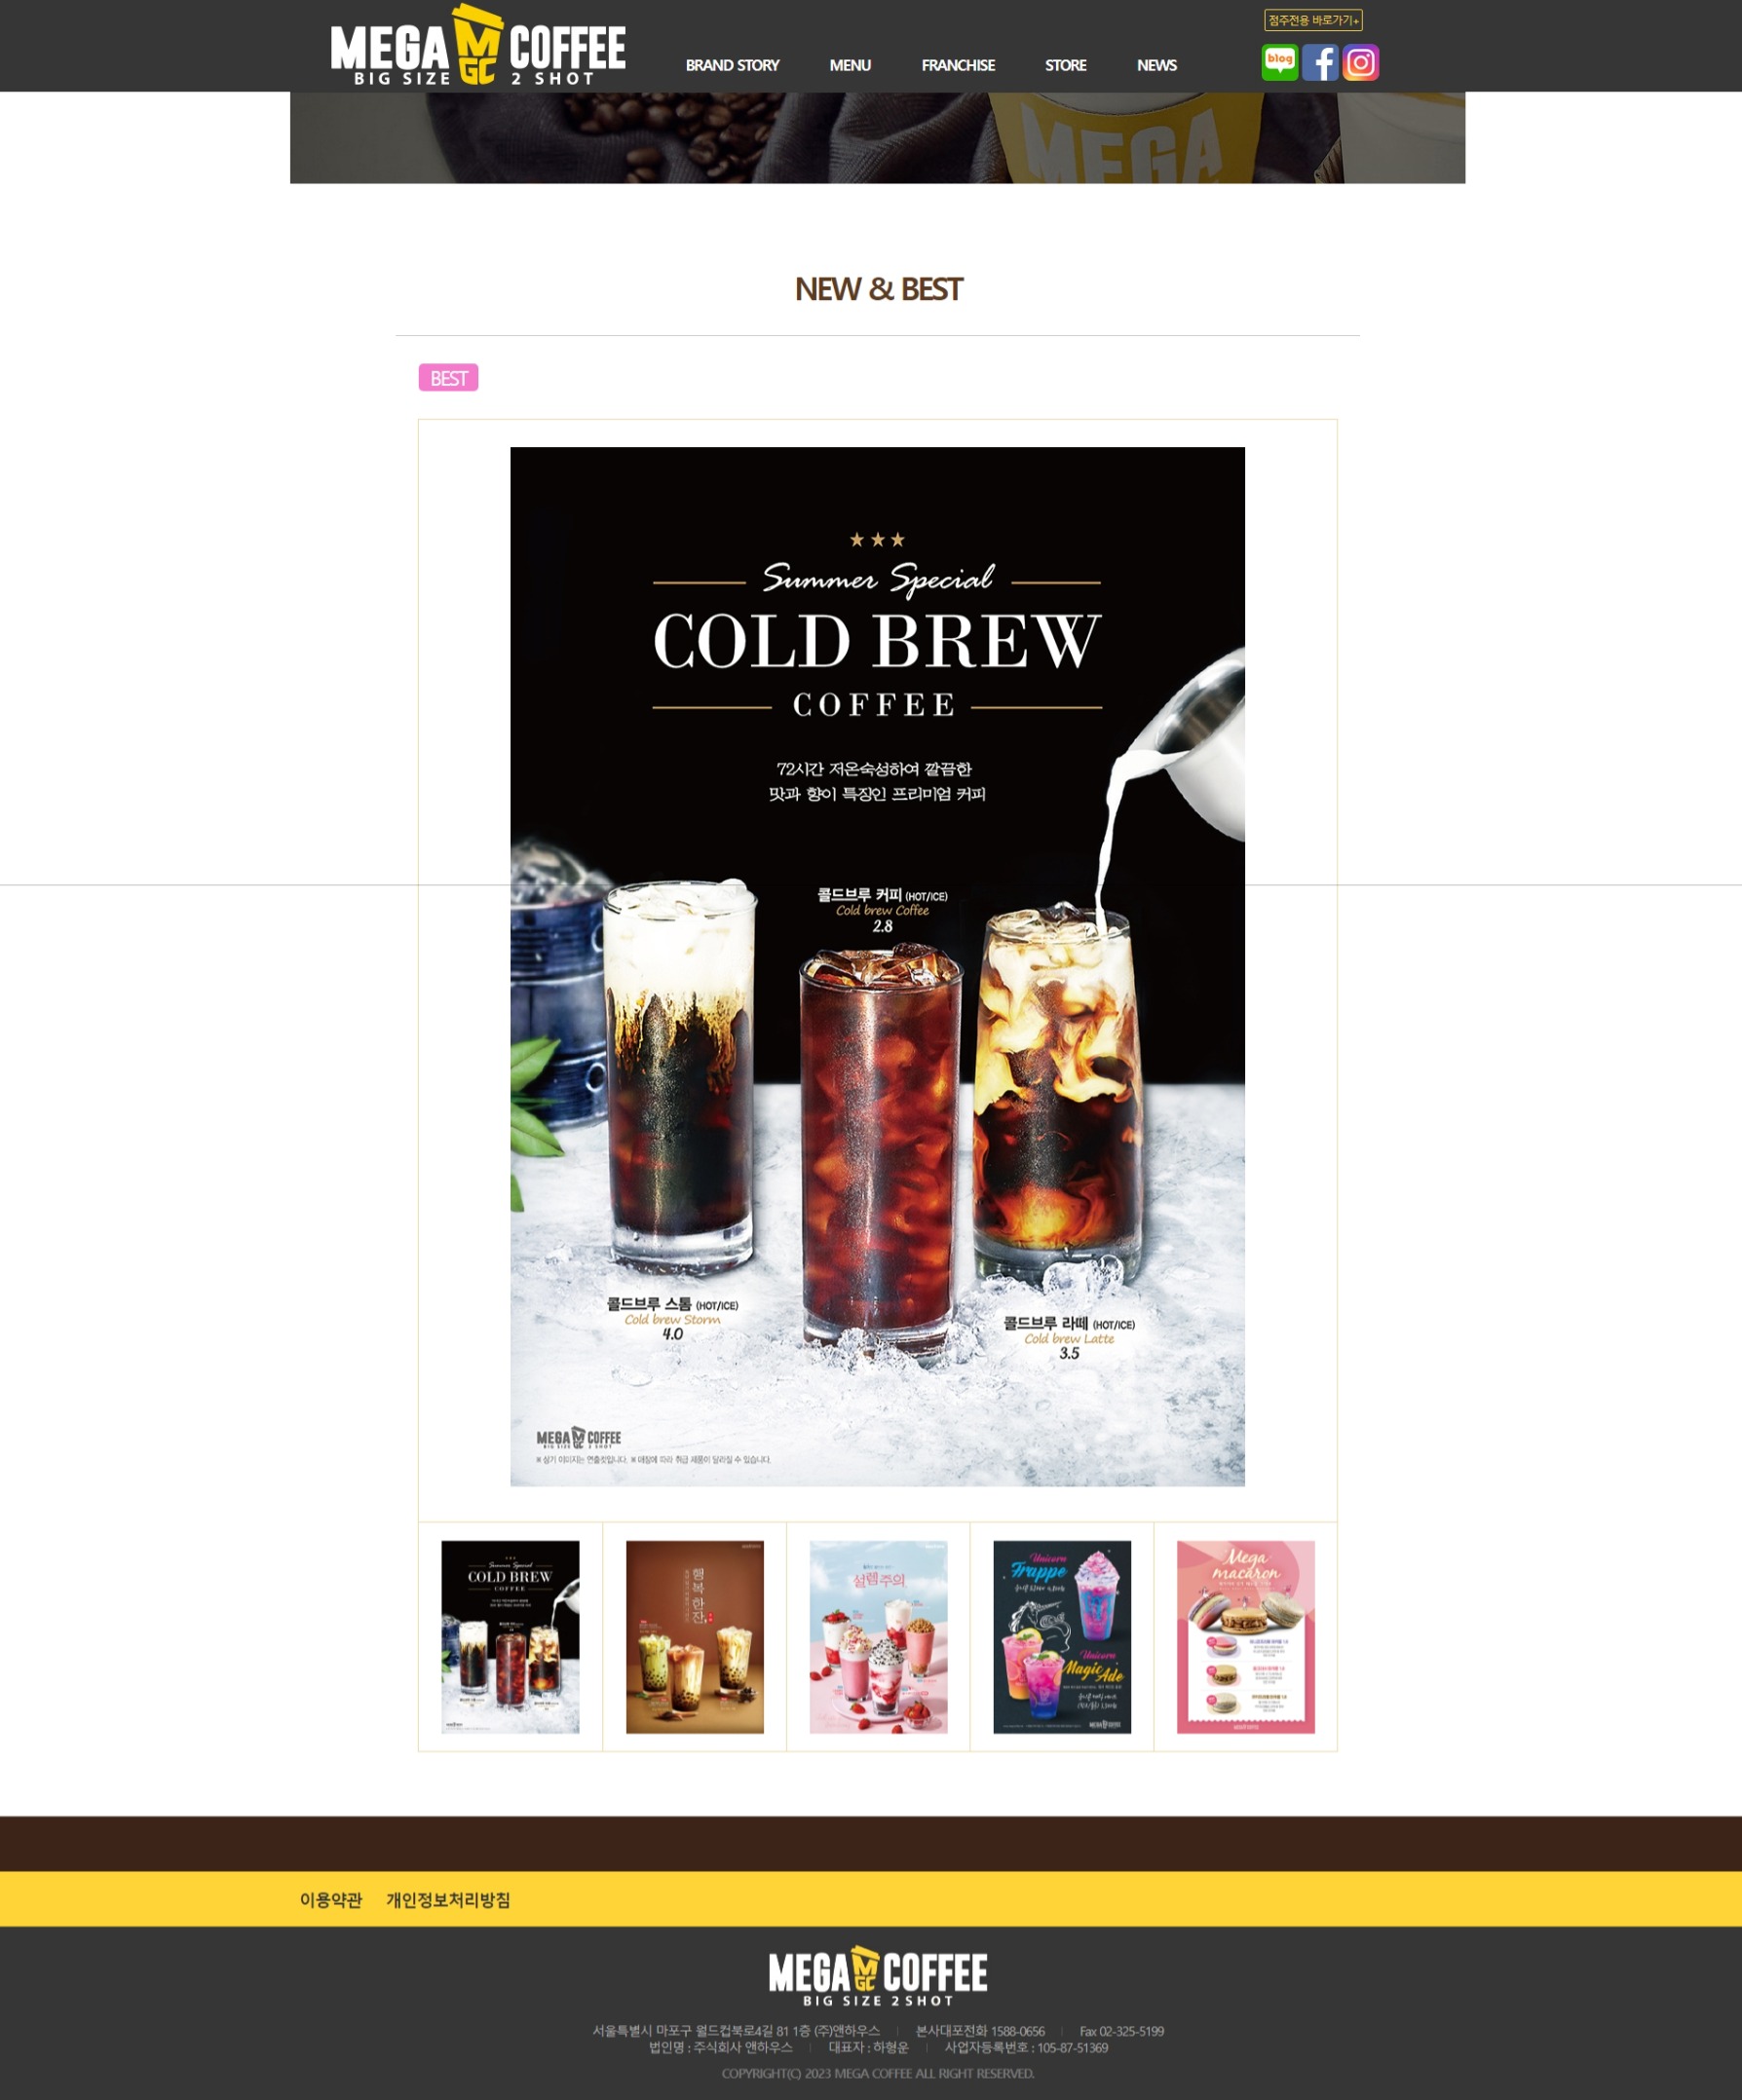 MEGA MGC COFFEE
BIG SIZE 2 SHOT
BRAND STORY
MENU
FRANCHISE
STORE
NEWS
점주전용 바로가기+
blog
MEGA
NEW & BEST
BEST
Summer Special
COLD BREW
COFFEE
72시간 저온숙성하여 깔끔한
맛과 향이 특장인 프리미엄 커피
콜드브루 커피 (HOT/ICE)
Cold brew Coffee
2.8
콜드브루 스톰 (HOT/ICE)
Cold brew Storm
4.0
콜드브루 라떼 (HOT/ICE)
Cold brew Latte
3.5
MEGA MGC COFFEE
BIG SIZE 2 SHOT
※ 상기 이미지는 연출컷입니다. ※ 매장에 따라 취급 제품이 달라질 수 있습니다.
Summer Special
COLD BREW
COFFEE
행복한잔
설렘주의
Unicorn
Frappe
Unicorn
Magic Ade
Mega
macaron
이용약관 개인정보처리방침
MEGA MGC COFFEE
BIG SIZE 2 SHOT
서울특별시 마포구 월드컵북로4길 81 1층 (주)앤하우스 | 본사대표전화 1588-0656 | Fax 02-325-5199
법인명 : 주식회사 앤하우스 | 대표자 : 하형운 | 사업자등록번호 : 105-87-51369
COPYRIGHT(C) 2023 MEGA COFFEE ALL RIGHT RESERVED.